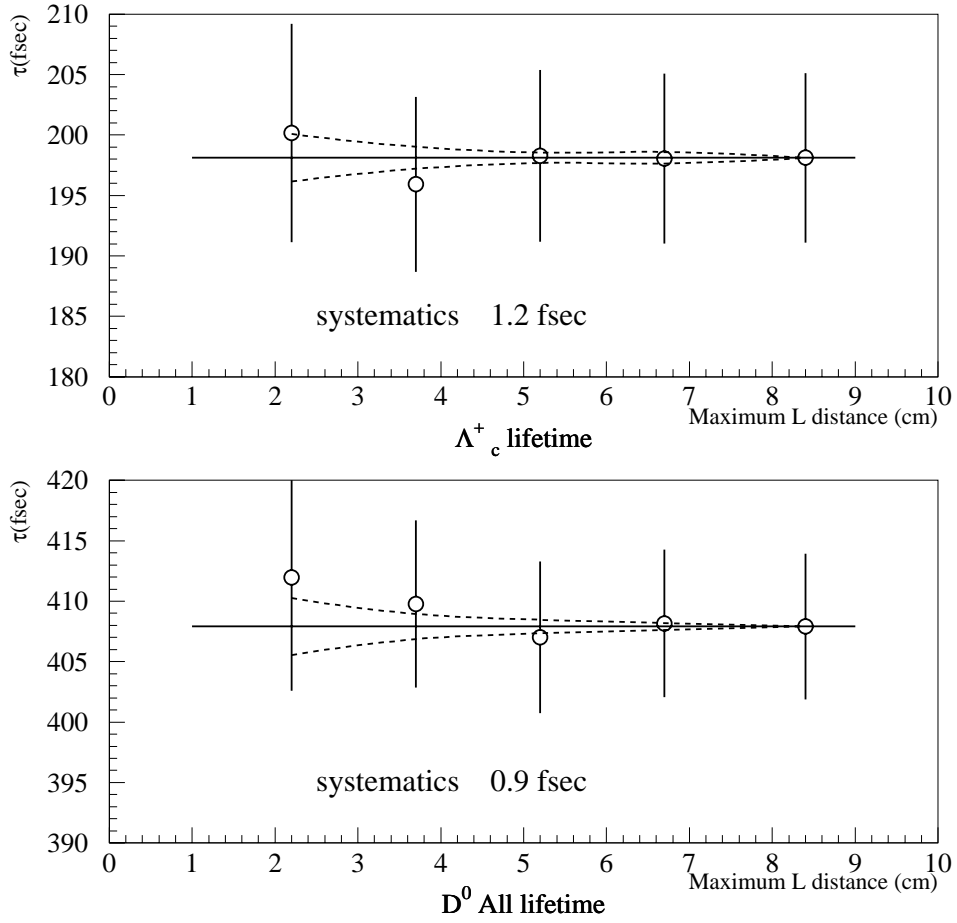 τ(fsec)
210
205
200
195
190
185
180
systematics 1.2 fsec
0 1 2 3 4 5 6 7 8 9 10
Maximum L distance (cm)
Λ⁺c lifetime
τ(fsec)
420
415
410
405
400
395
390
systematics 0.9 fsec
0 1 2 3 4 5 6 7 8 9 10
Maximum L distance (cm)
D⁰ All lifetime